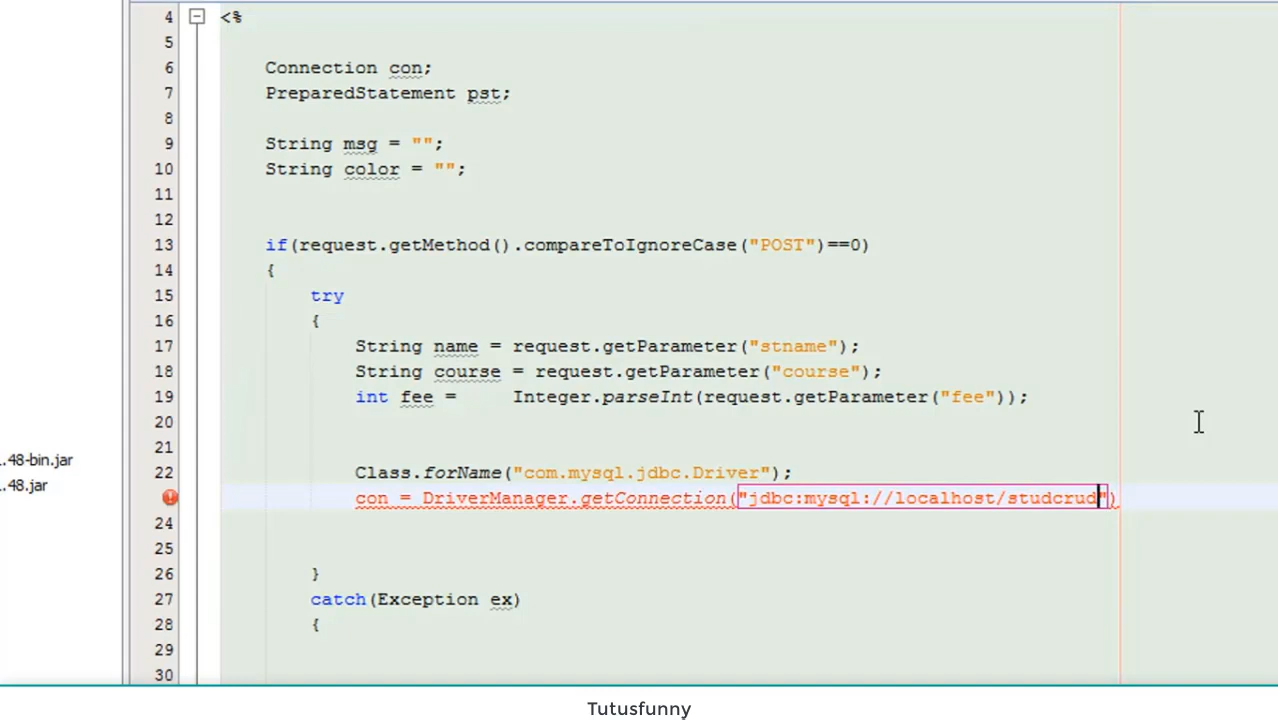 4 <%
5
6 Connection con;
7 PreparedStatement pst;
8
9 String msg = "";
10 String color = "";
11
12
13 if(request.getMethod().compareToIgnoreCase("POST")==0)
14 {
15 try
16 {
17 String name = request.getParameter("stname");
18 String course = request.getParameter("course");
19 int fee = Integer.parseInt(request.getParameter("fee"));
20
21
.48-bin.jar
22 Class.forName("com.mysql.jdbc.Driver");
.48.jar
con = DriverManager.getConnection("jdbc:mysql://localhost/studcrud")
24
25
26 }
27 catch(Exception ex)
28 {
29
30
Tutusfunny